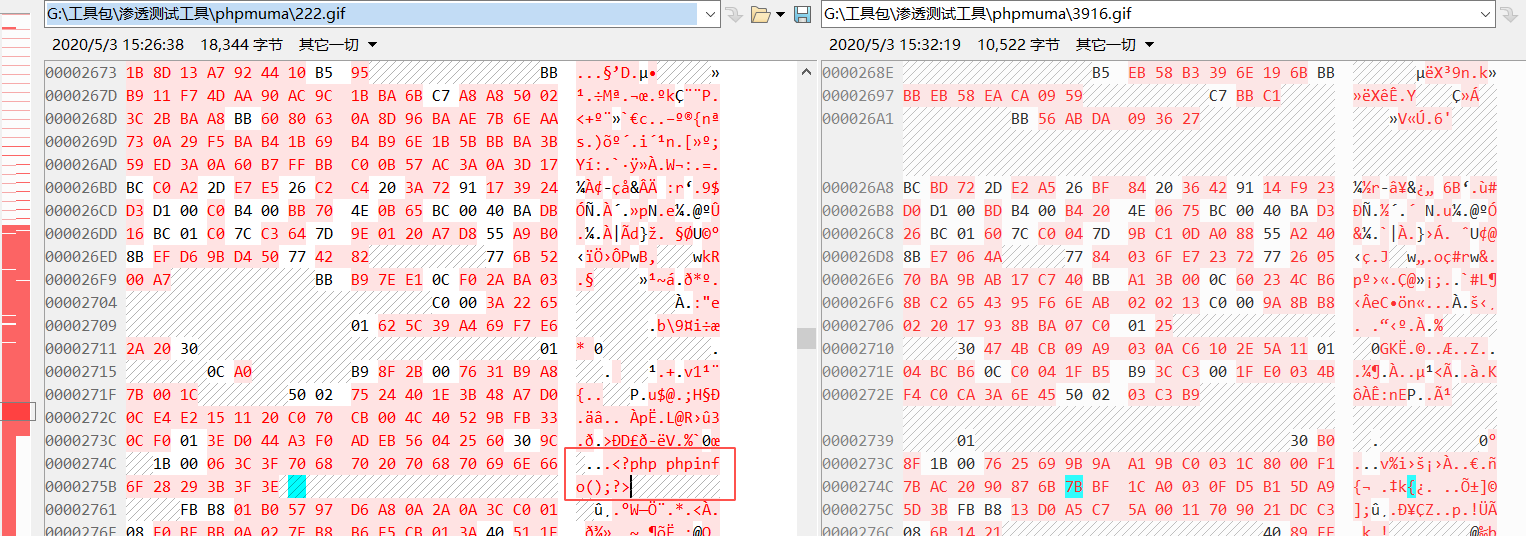 G:\工具包\渗透测试工具\phpmuma\222.gif G:\工具包\渗透测试工具\phpmuma\3916.gif
2020/5/3 15:26:38 18,344 字节 其它一切 2020/5/3 15:32:19 10,522 字节 其它一切
00002673 1B 8D 13 A7 92 44 10 B5 95 BB ...§’D.µ• » 0000268E B5 EB 58 B3 39 6E 19 6B BB µëX³9n.k»
0000267D B9 11 F7 4D AA 90 AC 9C 1B BA 6B C7 A8 A8 50 02 ¹.÷Mª.¬œ.ºkÇ¨¨P. 00002697 BB EB 58 EA CA 09 59 C7 BB C1 »ëXêÊ.Y Ç»Á
0000268D 3C 2B BA A8 BB 60 80 63 0A 8D 96 BA AE 7B 6E AA <+º¨»`€c..–º®{nª 000026A1 BB 56 AB DA 09 36 27 »V«Ú.6'
0000269D 73 0A 29 F5 BA B4 1B 69 B4 B9 6E 1B 5B BB BA 3B s.)õº´.i´¹n.[»º;
000026AD 59 ED 3A 0A 60 B7 FF BB C0 0B 57 AC 3A 0A 3D 17 Yí:.`·ÿ»À.W¬:.=.
000026BD BC C0 A2 2D E7 E5 26 C2 C4 20 3A 72 91 17 39 24 ¼À¢-çå&ÂÄ :r‘.9$ 000026A8 BC BD 72 2D E2 A5 26 BF 84 20 36 42 91 14 F9 23 ¼½r-â¥&¿„ 6B‘.ù#
000026CD D3 D1 00 C0 B4 00 BB 70 4E 0B 65 BC 00 40 BA DB ÓÑ.À´.»pN.e¼.@ºÛ 000026B8 D0 D1 00 BD B4 00 B4 20 4E 06 75 BC 00 40 BA D3 ÐÑ.½´.´ N.u¼.@ºÓ
000026DD 16 BC 01 C0 7C C3 64 7D 9E 01 20 A7 D8 55 A9 B0 .¼.À|Ãd}ž. §ØU©° 000026C8 26 BC 01 60 7C C0 04 7D 9B C1 0D A0 88 55 A2 40 &¼.`|À.}›Á. ˆU¢@
000026ED 8B EF D6 9B D4 50 77 42 82 77 6B 52 ‹ïÖ›ÔPwB‚ wkR 000026D8 8B E7 06 4A 77 84 03 6F E7 23 72 77 26 05 ‹ç.J w„.oç#rw&.
000026F9 00 A7 BB B9 7E E1 0C F0 2A BA 03 .§ »¹~á.ð*º. 000026E6 70 BA 9B AB 17 C7 40 BB A1 3B 00 0C 60 23 4C B6 pº›«.Ç@»¡;..`#L¶
00002704 C0 00 3A 22 65 À.:"e 000026F6 8B C2 65 43 95 F6 6E AB 02 02 13 C0 00 9A 8B B8 ‹ÂeC•ön«...À.š‹¸
00002709 01 62 5C 39 A4 69 F7 E6 .b\9¤i÷æ 00002706 02 20 17 93 8B BA 07 C0 01 25 . .“‹º.À.%
00002711 2A 20 30 01 * 0 . 00002710 30 47 4B CB 09 A9 03 0A C6 10 2E 5A 11 01 0GKË.©..Æ..Z..
00002715 0C A0 B9 8F 2B 00 76 31 B9 A8 . ¹.+.v1¹¨ 0000271E 04 BC B6 0C C0 04 1F B5 B9 3C C3 00 1F E0 03 4B .¼¶.À..µ¹<Ã..à.K
0000271F 7B 00 1C 50 02 75 24 40 1E 3B 48 A7 D0 {.. P.u$@.;H§Ð 0000272E F4 C0 CA 3A 6E 45 50 02 03 C3 B9 ôÀÊ:nEP..Ã¹
0000272C 0C E4 E2 15 11 20 C0 70 CB 00 4C 40 52 9B FB 33 .äâ.. ÀpË.L@R›û3
0000273C 0C F0 01 3E D0 44 A3 F0 AD EB 56 04 25 60 30 9C .ð.>ÐD£ð-ëV.%`0œ 00002739 01 30 B0 . 0°
0000274C 1B 00 06 3C 3F 70 68 70 20 70 68 70 69 6E 66 ...<?php phpinf 0000273C 8F 1B 00 76 25 69 9B 9A A1 9B C0 03 1C 80 00 F1 ...v%i›š¡›À..€.ñ
0000275B 6F 28 29 3B 3F 3E o();?> 0000274C 7B AC 20 90 87 6B 7B BF 1C A0 03 0F D5 B1 5D A9 {¬ .‡k{¿. ..Õ±]©
00002761 FB B8 01 B0 57 97 D6 A8 0A 2A 0A 3C C0 01 û¸.°W—Ö¨.*.<À. 0000275C 5D 3B FB B8 13 D0 A5 C7 5A 00 11 70 90 21 DC C3 ];û¸.Ð¥ÇZ..p.!ÜÃ